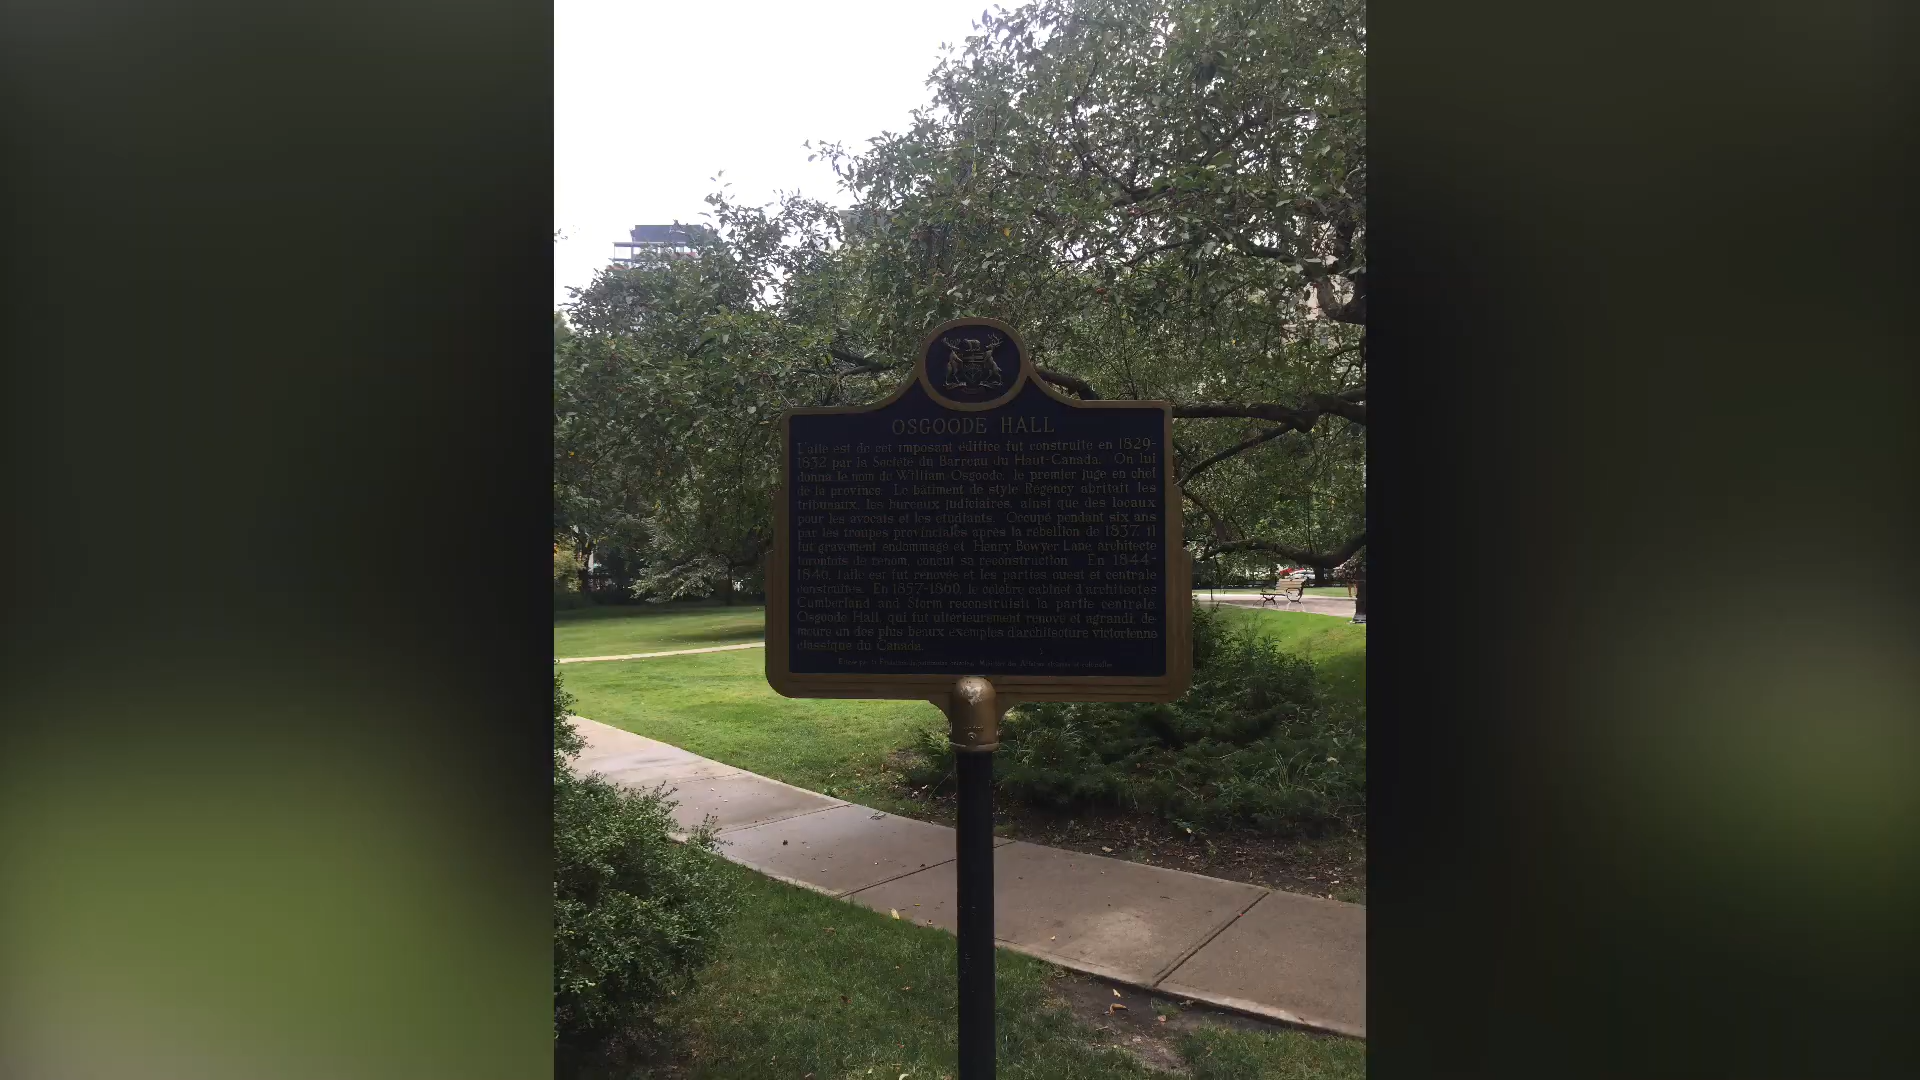 OSGOODE HALL
L'aile est de cet imposant édifice fut construite en 1829-
1832 par la Société du Barreau du Haut-Canada. On lui
donna le nom de William Osgoode, le premier juge en chef
de la province. Le bâtiment de style Regency abritait les
tribunaux, les bureaux judiciaires, ainsi que des locaux
pour les avocats et les étudiants. Occupé pendant six ans
par les troupes provinciales après la rébellion de 1837, il
fut gravement endommagé et Henry Bowyer Lane, architecte
torontois de renom, conçut sa reconstruction. En 1844-
1846, l'aile est fut rénovée et les parties ouest et centrale
construites. En 1857-1860, le célèbre cabinet d'architectes
Cumberland and Storm reconstruisit la partie centrale.
Osgoode Hall, qui fut ultérieurement rénové et agrandi, de-
meure un des plus beaux exemples d'architecture victorienne
classique du Canada.